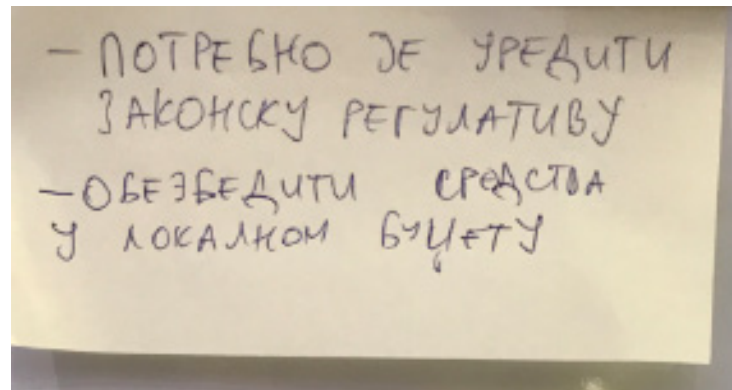 - ПОТРЕБНО ЈЕ УРЕДИТИ
ЗАКОНСКУ РЕГУЛАТИВУ
- ОБЕЗБЕДИТИ СРЕДСТВА
У ЛОКАЛНОМ БУЏЕТУ